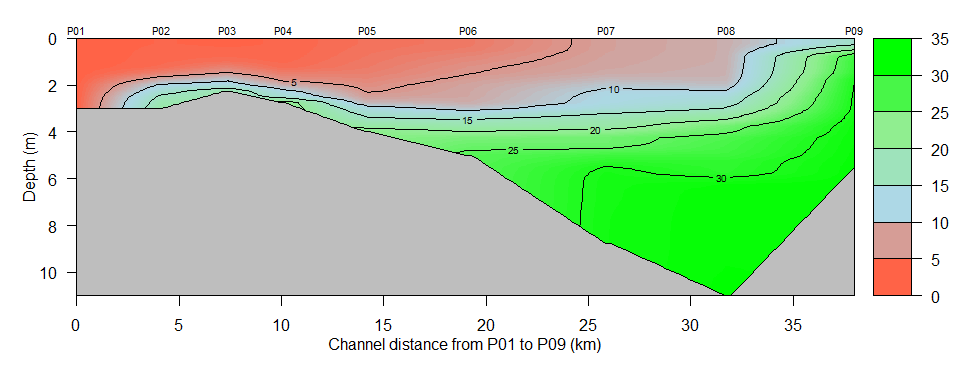 P01 P02 P03 P04 P05 P06 P07 P08 P09
0 35
30
2 5 10 25
4 15 20 20
25 15
6 30 10
8 5
10 0
0 5 10 15 20 25 30 35
Depth (m)
Channel distance from P01 to P09 (km)